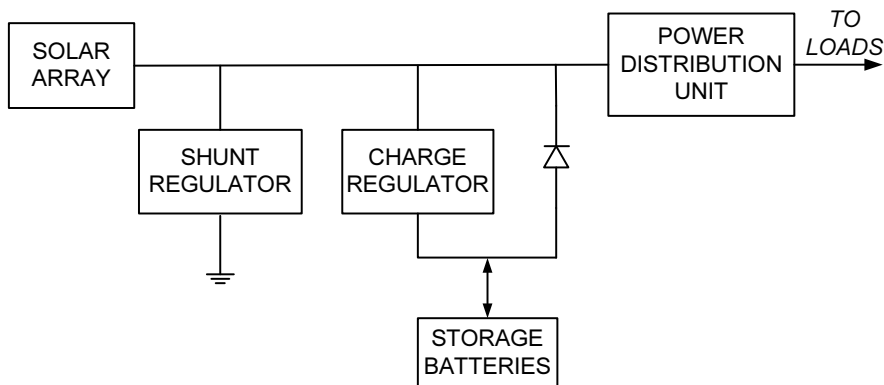 SOLAR
ARRAY
POWER
DISTRIBUTION
UNIT
TO
LOADS
SHUNT
REGULATOR
CHARGE
REGULATOR
STORAGE
BATTERIES